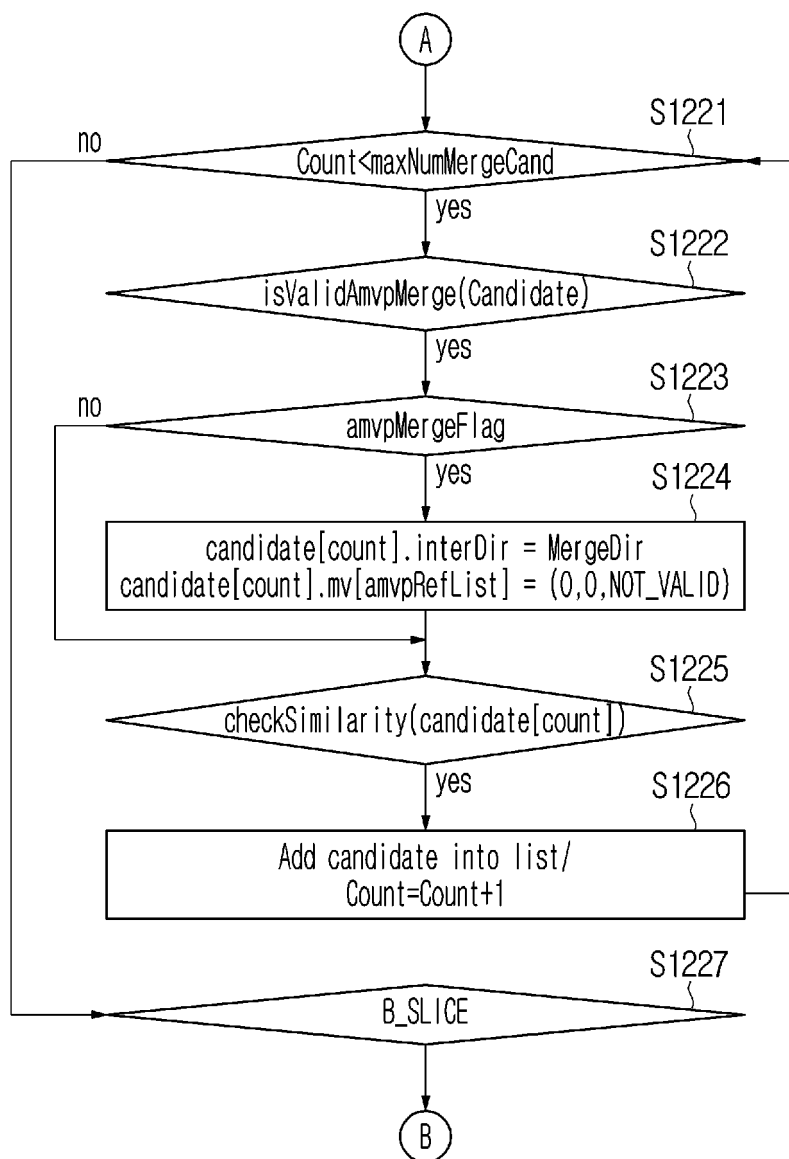 A
S1221
no
Count<maxNumMergeCand
yes
S1222
isValidAmvpMerge(Candidate)
yes
S1223
no
amvpMergeFlag
yes
S1224
candidate[count].interDir = MergeDir
candidate[count].mv[amvpRefList] = (0,0,NOT_VALID)
S1225
checkSimilarity(candidate[count])
yes
S1226
Add candidate into list/
Count=Count+1
S1227
B_SLICE
B